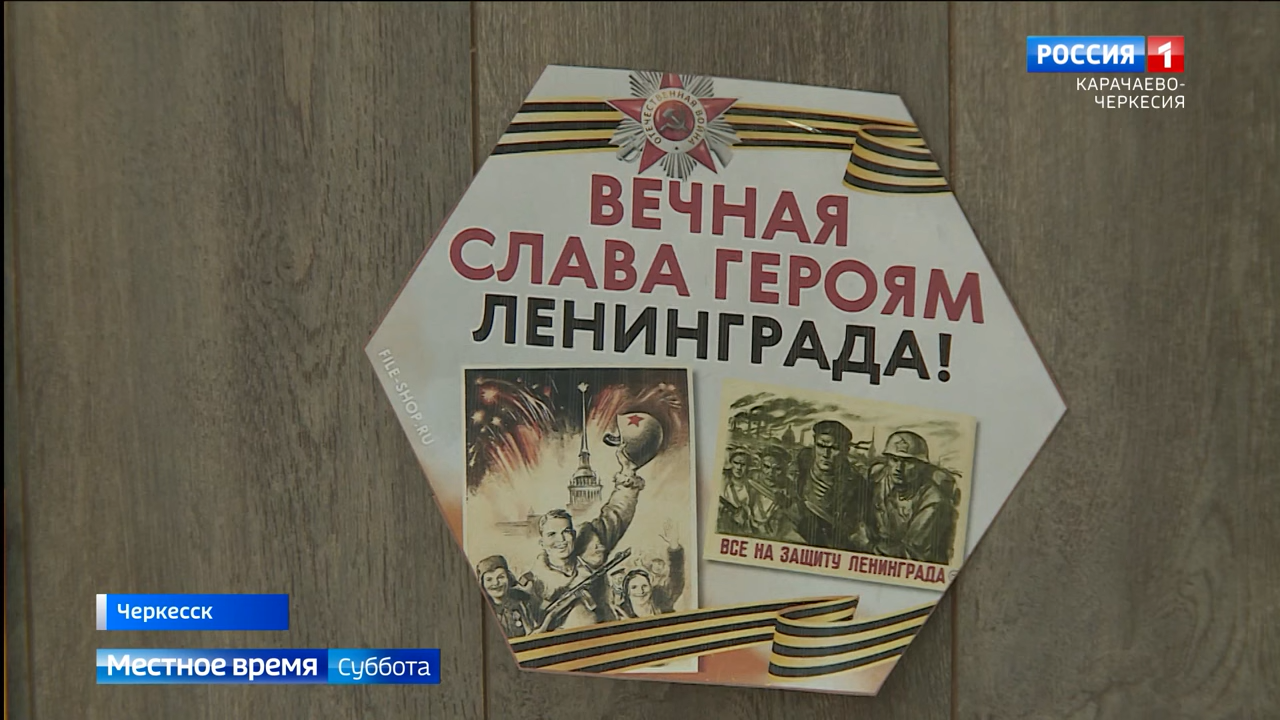 РОССИЯ 1
КАРАЧАЕВО-
ЧЕРКЕСИЯ
ОТЕЧЕСТВЕННАЯ ВОЙНА
ВЕЧНАЯ
СЛАВА ГЕРОЯМ
ЛЕНИНГРАДА!
FILE-SHOP.RU
ВСЕ НА ЗАЩИТУ ЛЕНИНГРАДА
Черкесск
Местное время Суббота